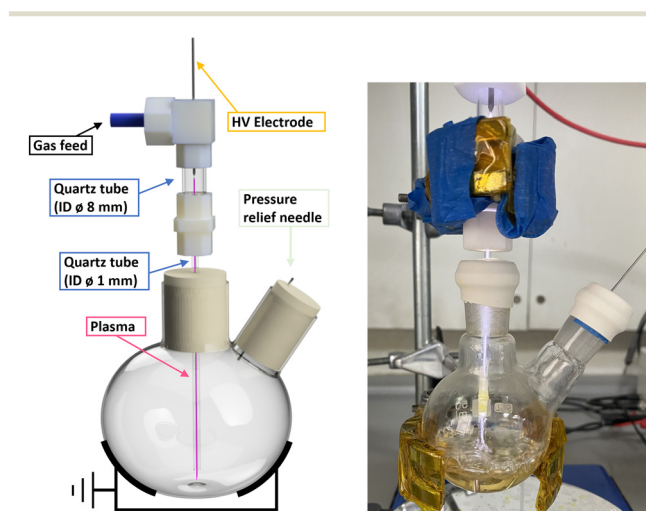 HV Electrode
Gas feed
Quartz tube
(ID ø 8 mm)
Pressure
relief needle
Quartz tube
(ID ø 1 mm)
Plasma